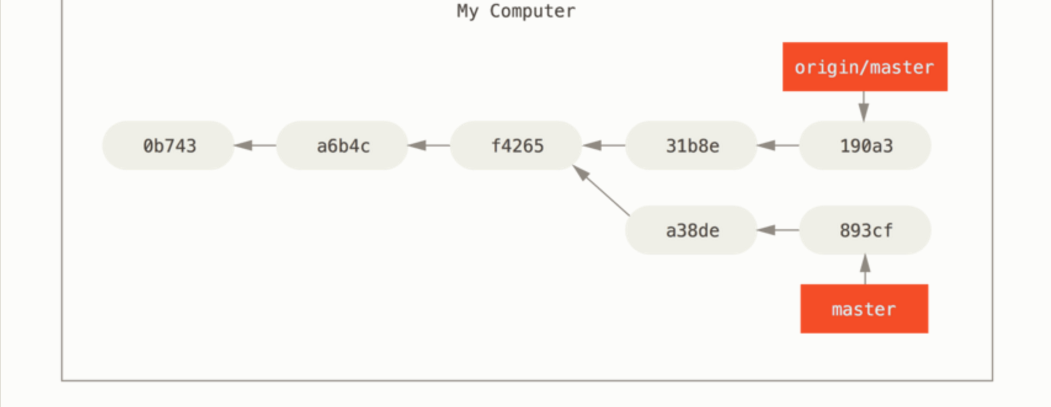 My Computer
origin/master
0b743
a6b4c
f4265
31b8e
190a3
a38de
893cf
master